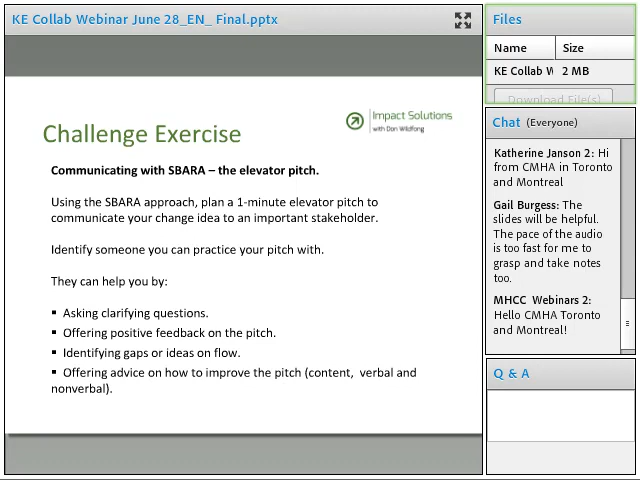 KE Collab Webinar June 28_EN_ Final.pptx
Impact Solutions
with Don Wildfong
Challenge Exercise
Communicating with SBARA – the elevator pitch.
Using the SBARA approach, plan a 1-minute elevator pitch to
communicate your change idea to an important stakeholder.
Identify someone you can practice your pitch with.
They can help you by:
▪ Asking clarifying questions.
▪ Offering positive feedback on the pitch.
▪ Identifying gaps or ideas on flow.
▪ Offering advice on how to improve the pitch (content, verbal and
nonverbal).
Files
Name Size
KE Collab W 2 MB
Download File(s)
Chat (Everyone)
Katherine Janson 2: Hi
from CMHA in Toronto
and Montreal
Gail Burgess: The
slides will be helpful.
The pace of the audio
is too fast for me to
grasp and take notes
too.
MHCC Webinars 2:
Hello CMHA Toronto
and Montreal!
Q & A